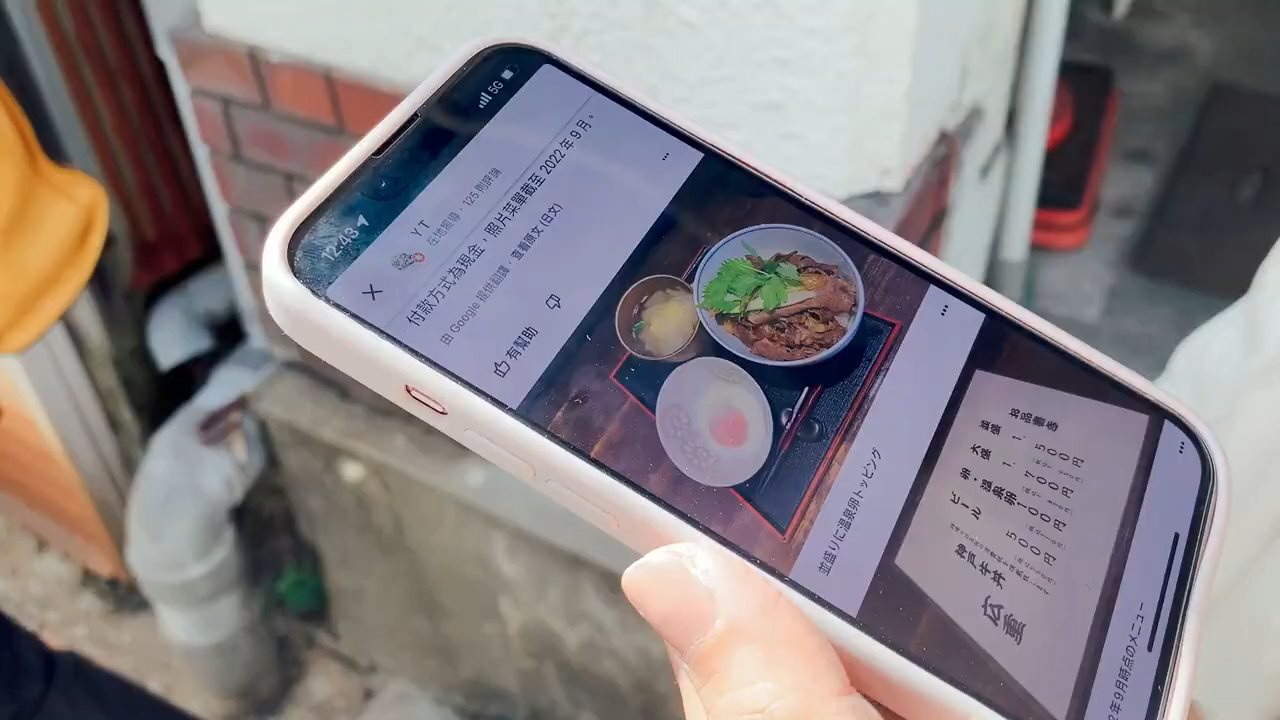 12:43
5G
YT
在地嚮導·125 則評論
付款方式為現金，照片菜單截至 2022 年 9 月。
由 Google 提供翻譯·查看原文 (日文)
有幫助
並盛りに温泉卵トッピング
お品書き
並盛 1.500円
大盛 1.700円
卵・温泉卵100円
ビール 500円
神戸牛丼 広重
2年9月時点のメニュー